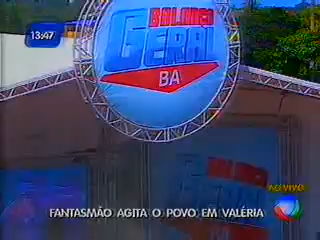 13:47
BALANÇO
GERAL
BA
AO VIVO
FANTASMÃO AGITA O POVO EM VALÉRIA